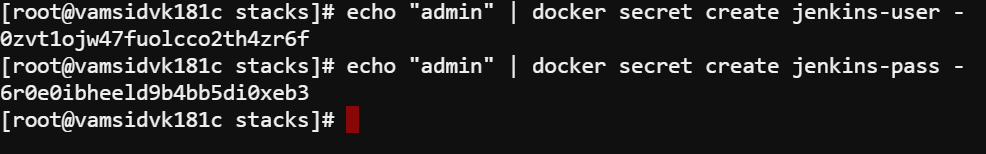 [root@vamsidvk181c stacks]# echo "admin" | docker secret create jenkins-user -
0zvt1ojw47fuolcco2th4zr6f
[root@vamsidvk181c stacks]# echo "admin" | docker secret create jenkins-pass -
6r0e0ibheeld9b4bb5di0xeb3
[root@vamsidvk181c stacks]#